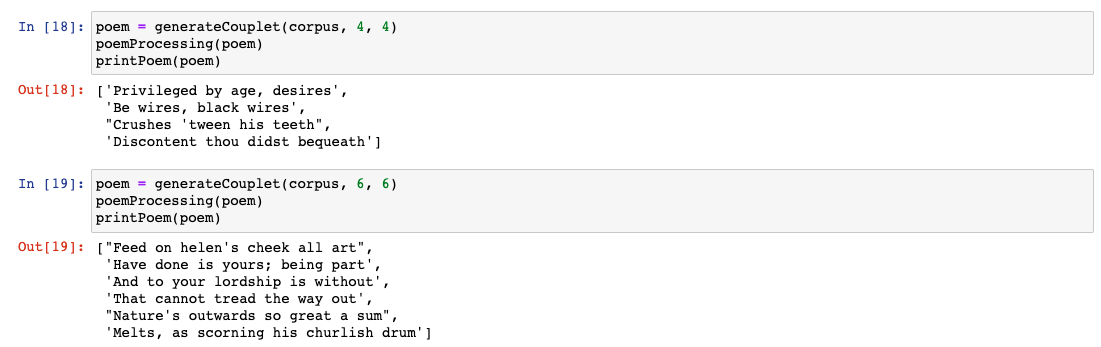 In [18]: poem = generateCouplet(corpus, 4, 4)
poemProcessing(poem)
printPoem(poem)
Out[18]: ['Privileged by age, desires',
'Be wires, black wires',
"Crushes 'tween his teeth",
'Discontent thou didst bequeath']
In [19]: poem = generateCouplet(corpus, 6, 6)
poemProcessing(poem)
printPoem(poem)
Out[19]: ["Feed on helen's cheek all art",
'Have done is yours; being part',
'And to your lordship is without',
'That cannot tread the way out',
"Nature's outwards so great a sum",
'Melts, as scorning his churlish drum']